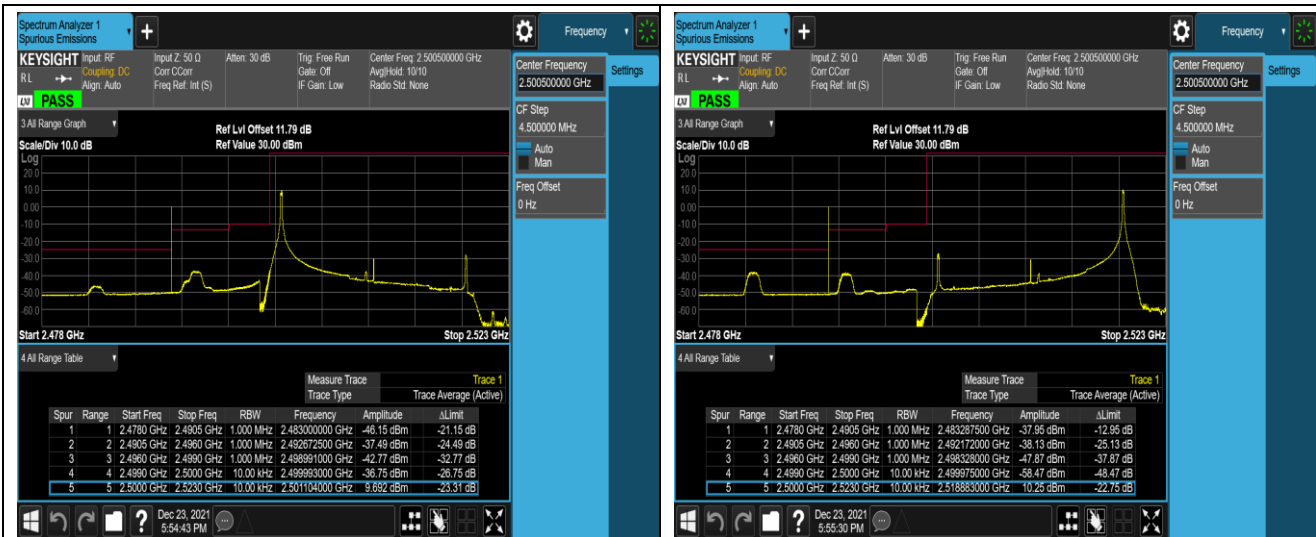 Spectrum Analyzer 1
Spurious Emissions
Frequency
KEYSIGHT Input: RF Input Z: 50 Ω Atten: 30 dB Trig: Free Run Center Freq: 2.500500000 GHz
Coupling: DC Corr CCorr Gate: Off Avg|Hold: 10/10
RL Align: Auto Freq Ref: Int (S) IF Gain: Low Radio Std: None
LXI PASS
Settings
Center Frequency
2.500500000 GHz
CF Step
4.500000 MHz
Auto
Man
Freq Offset
0 Hz
3 All Range Graph
Ref Lvl Offset 11.79 dB
Scale/Div 10.0 dB Ref Value 30.00 dBm
Log
20.0
10.0
0.00
-10.0
-20.0
-30.0
-40.0
-50.0
-60.0
Start 2.478 GHz Stop 2.523 GHz
4 All Range Table
Measure Trace Trace 1
Trace Type Trace Average (Active)
Spur Range Start Freq Stop Freq RBW Frequency Amplitude ΔLimit
1 1 2.4780 GHz 2.4905 GHz 1.000 MHz 2.483000000 GHz -46.15 dBm -21.15 dB
2 2 2.4905 GHz 2.4960 GHz 1.000 MHz 2.492672500 GHz -37.49 dBm -24.49 dB
3 3 2.4960 GHz 2.4990 GHz 1.000 MHz 2.498991000 GHz -42.77 dBm -32.77 dB
4 4 2.4990 GHz 2.5000 GHz 10.00 kHz 2.499993000 GHz -36.75 dBm -26.75 dB
5 5 2.5000 GHz 2.5230 GHz 10.00 kHz 2.501104000 GHz 9.692 dBm -23.31 dB
Dec 23, 2021
5:54:43 PM
Spectrum Analyzer 1
Spurious Emissions
Frequency
KEYSIGHT Input: RF Input Z: 50 Ω Atten: 30 dB Trig: Free Run Center Freq: 2.500500000 GHz
Coupling: DC Corr CCorr Gate: Off Avg|Hold: 10/10
RL Align: Auto Freq Ref: Int (S) IF Gain: Low Radio Std: None
LXI PASS
Settings
Center Frequency
2.500500000 GHz
CF Step
4.500000 MHz
Auto
Man
Freq Offset
0 Hz
3 All Range Graph
Ref Lvl Offset 11.79 dB
Scale/Div 10.0 dB Ref Value 30.00 dBm
Log
20.0
10.0
0.00
-10.0
-20.0
-30.0
-40.0
-50.0
-60.0
Start 2.478 GHz Stop 2.523 GHz
4 All Range Table
Measure Trace Trace 1
Trace Type Trace Average (Active)
Spur Range Start Freq Stop Freq RBW Frequency Amplitude ΔLimit
1 1 2.4780 GHz 2.4905 GHz 1.000 MHz 2.483287500 GHz -37.95 dBm -12.95 dB
2 2 2.4905 GHz 2.4960 GHz 1.000 MHz 2.492172000 GHz -38.13 dBm -25.13 dB
3 3 2.4960 GHz 2.4990 GHz 1.000 MHz 2.498328000 GHz -47.87 dBm -37.87 dB
4 4 2.4990 GHz 2.5000 GHz 10.00 kHz 2.499975000 GHz -58.47 dBm -48.47 dB
5 5 2.5000 GHz 2.5230 GHz 10.00 kHz 2.518883000 GHz 10.25 dBm -22.75 dB
Dec 23, 2021
5:55:30 PM